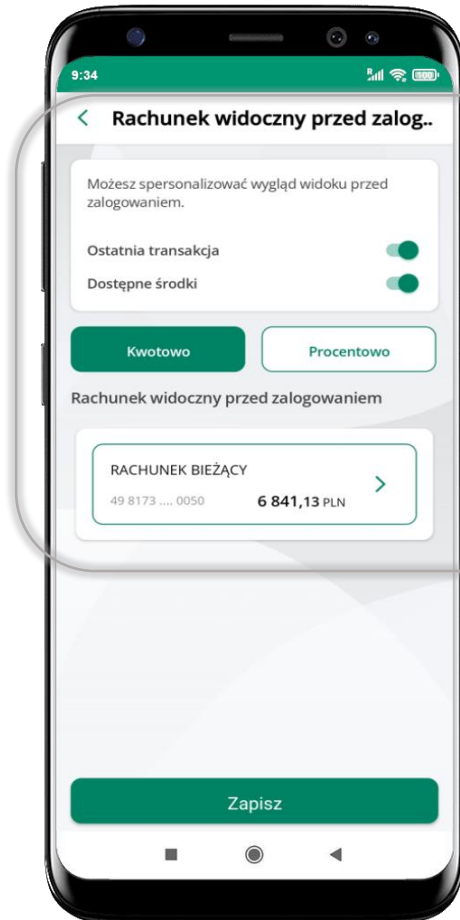 9:34
R
100
Rachunek widoczny przed zalog..
Możesz spersonalizować wygląd widoku przed
zalogowaniem.
Ostatnia transakcja
Dostępne środki
Kwotowo
Procentowo
Rachunek widoczny przed zalogowaniem
RACHUNEK BIEŻĄCY
49 8173 .... 0050
6 841,13 PLN
Zapisz